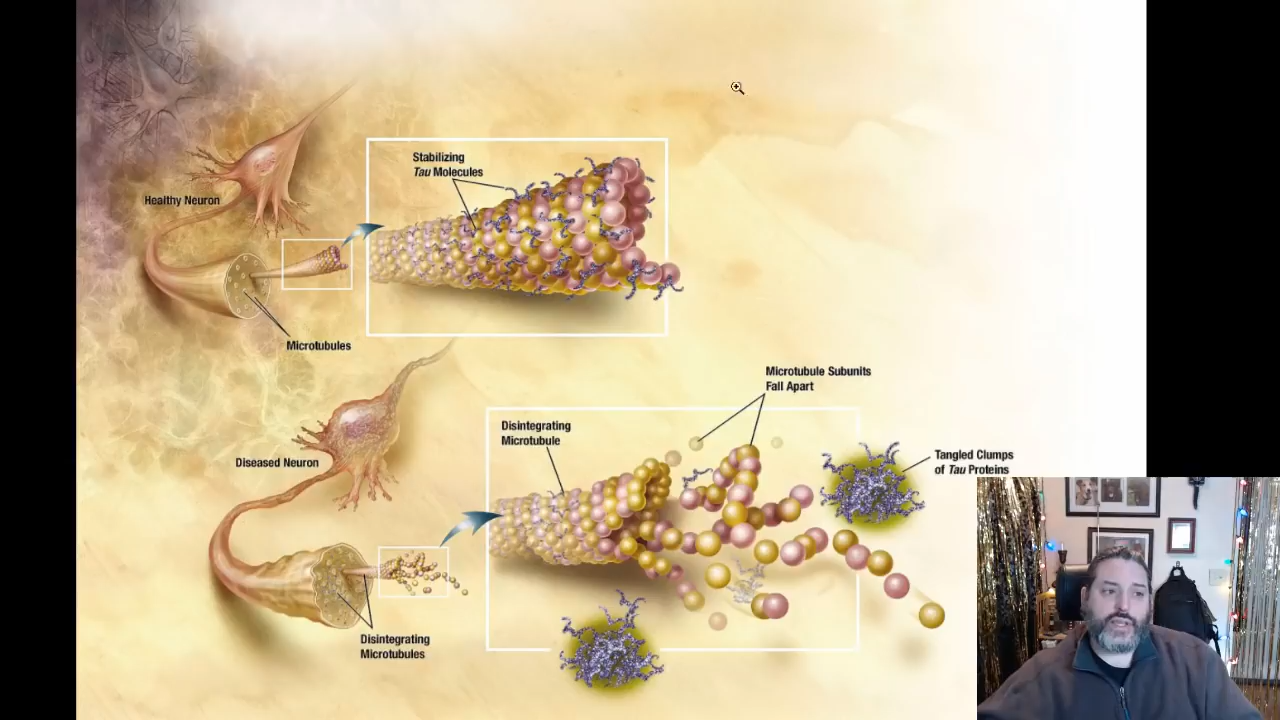 Stabilizing
Tau Molecules
Healthy Neuron
Microtubules
Microtubule Subunits
Fall Apart
Disintegrating
Microtubule
Diseased Neuron
Tangled Clumps
of Tau Proteins
Disintegrating
Microtubules